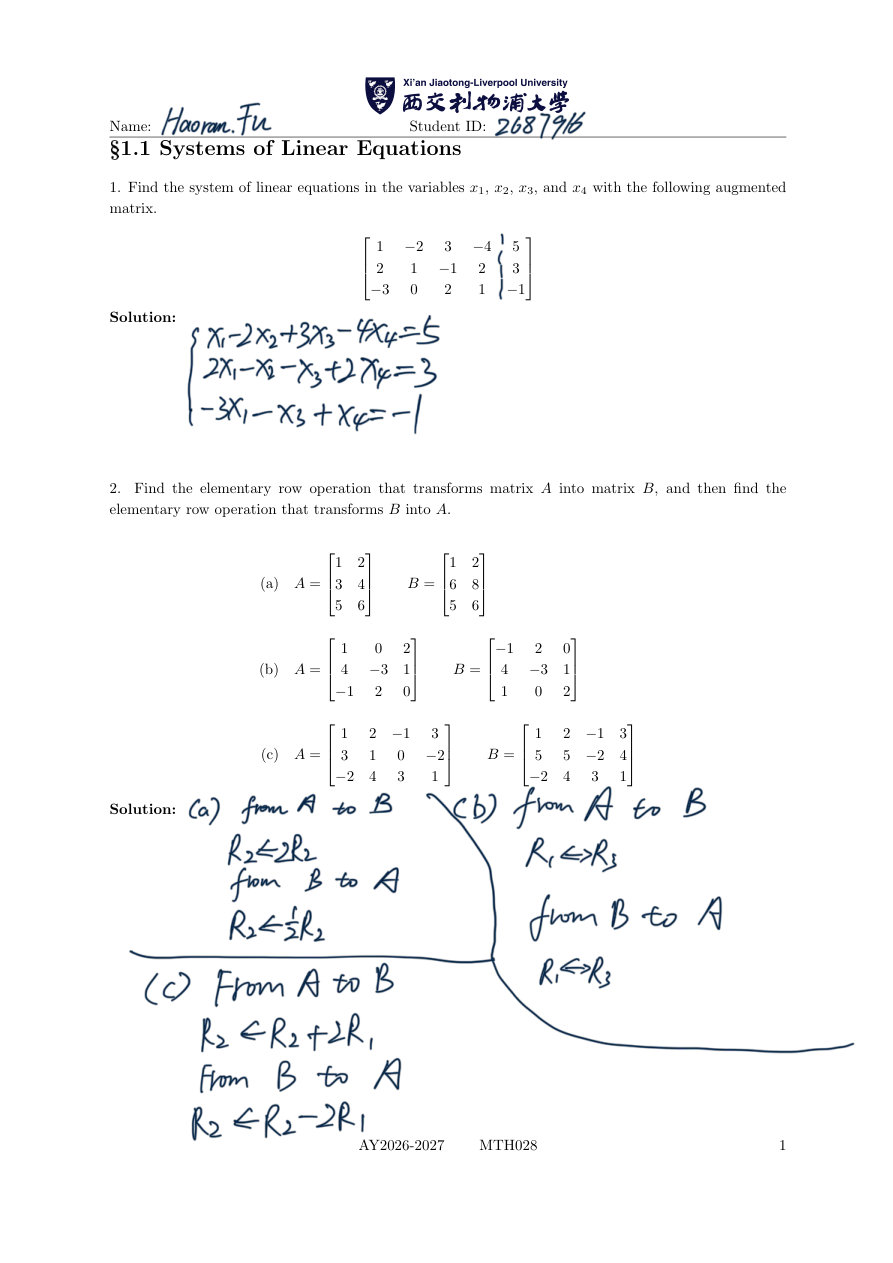 Xi'an Jiaotong-Liverpool University
西交利物浦大學
Name: Haoran.Fu Student ID: 2687916
§1.1 Systems of Linear Equations
1. Find the system of linear equations in the variables x₁, x₂, x₃, and x₄ with the following augmented
matrix.
[1 −2 3 −4 5
2 1 −1 2 3
−3 0 2 1 −1]
Solution:
{x₁-2x₂+3x₃-4x₄=5
2x₁-x₂-x₃+2x₄=3
-3x₁-x₃+x₄=-1
2. Find the elementary row operation that transforms matrix A into matrix B, and then find the
elementary row operation that transforms B into A.
(a) A = [1 2; 3 4; 5 6] B = [1 2; 6 8; 5 6]
(b) A = [1 0 2; 4 −3 1; −1 2 0] B = [−1 2 0; 4 −3 1; 1 0 2]
(c) A = [1 2 −1 3; 3 1 0 −2; −2 4 3 1] B = [1 2 −1 3; 5 5 −2 4; −2 4 3 1]
Solution: (a) from A to B
R₂←2R₂
from B to A
R₂←½R₂
(b) from A to B
R₁⇔R₃
from B to A
R₁⇔R₃
(c) From A to B
R₂←R₂+2R₁
From B to A
R₂←R₂-2R₁
AY2026-2027 MTH028 1